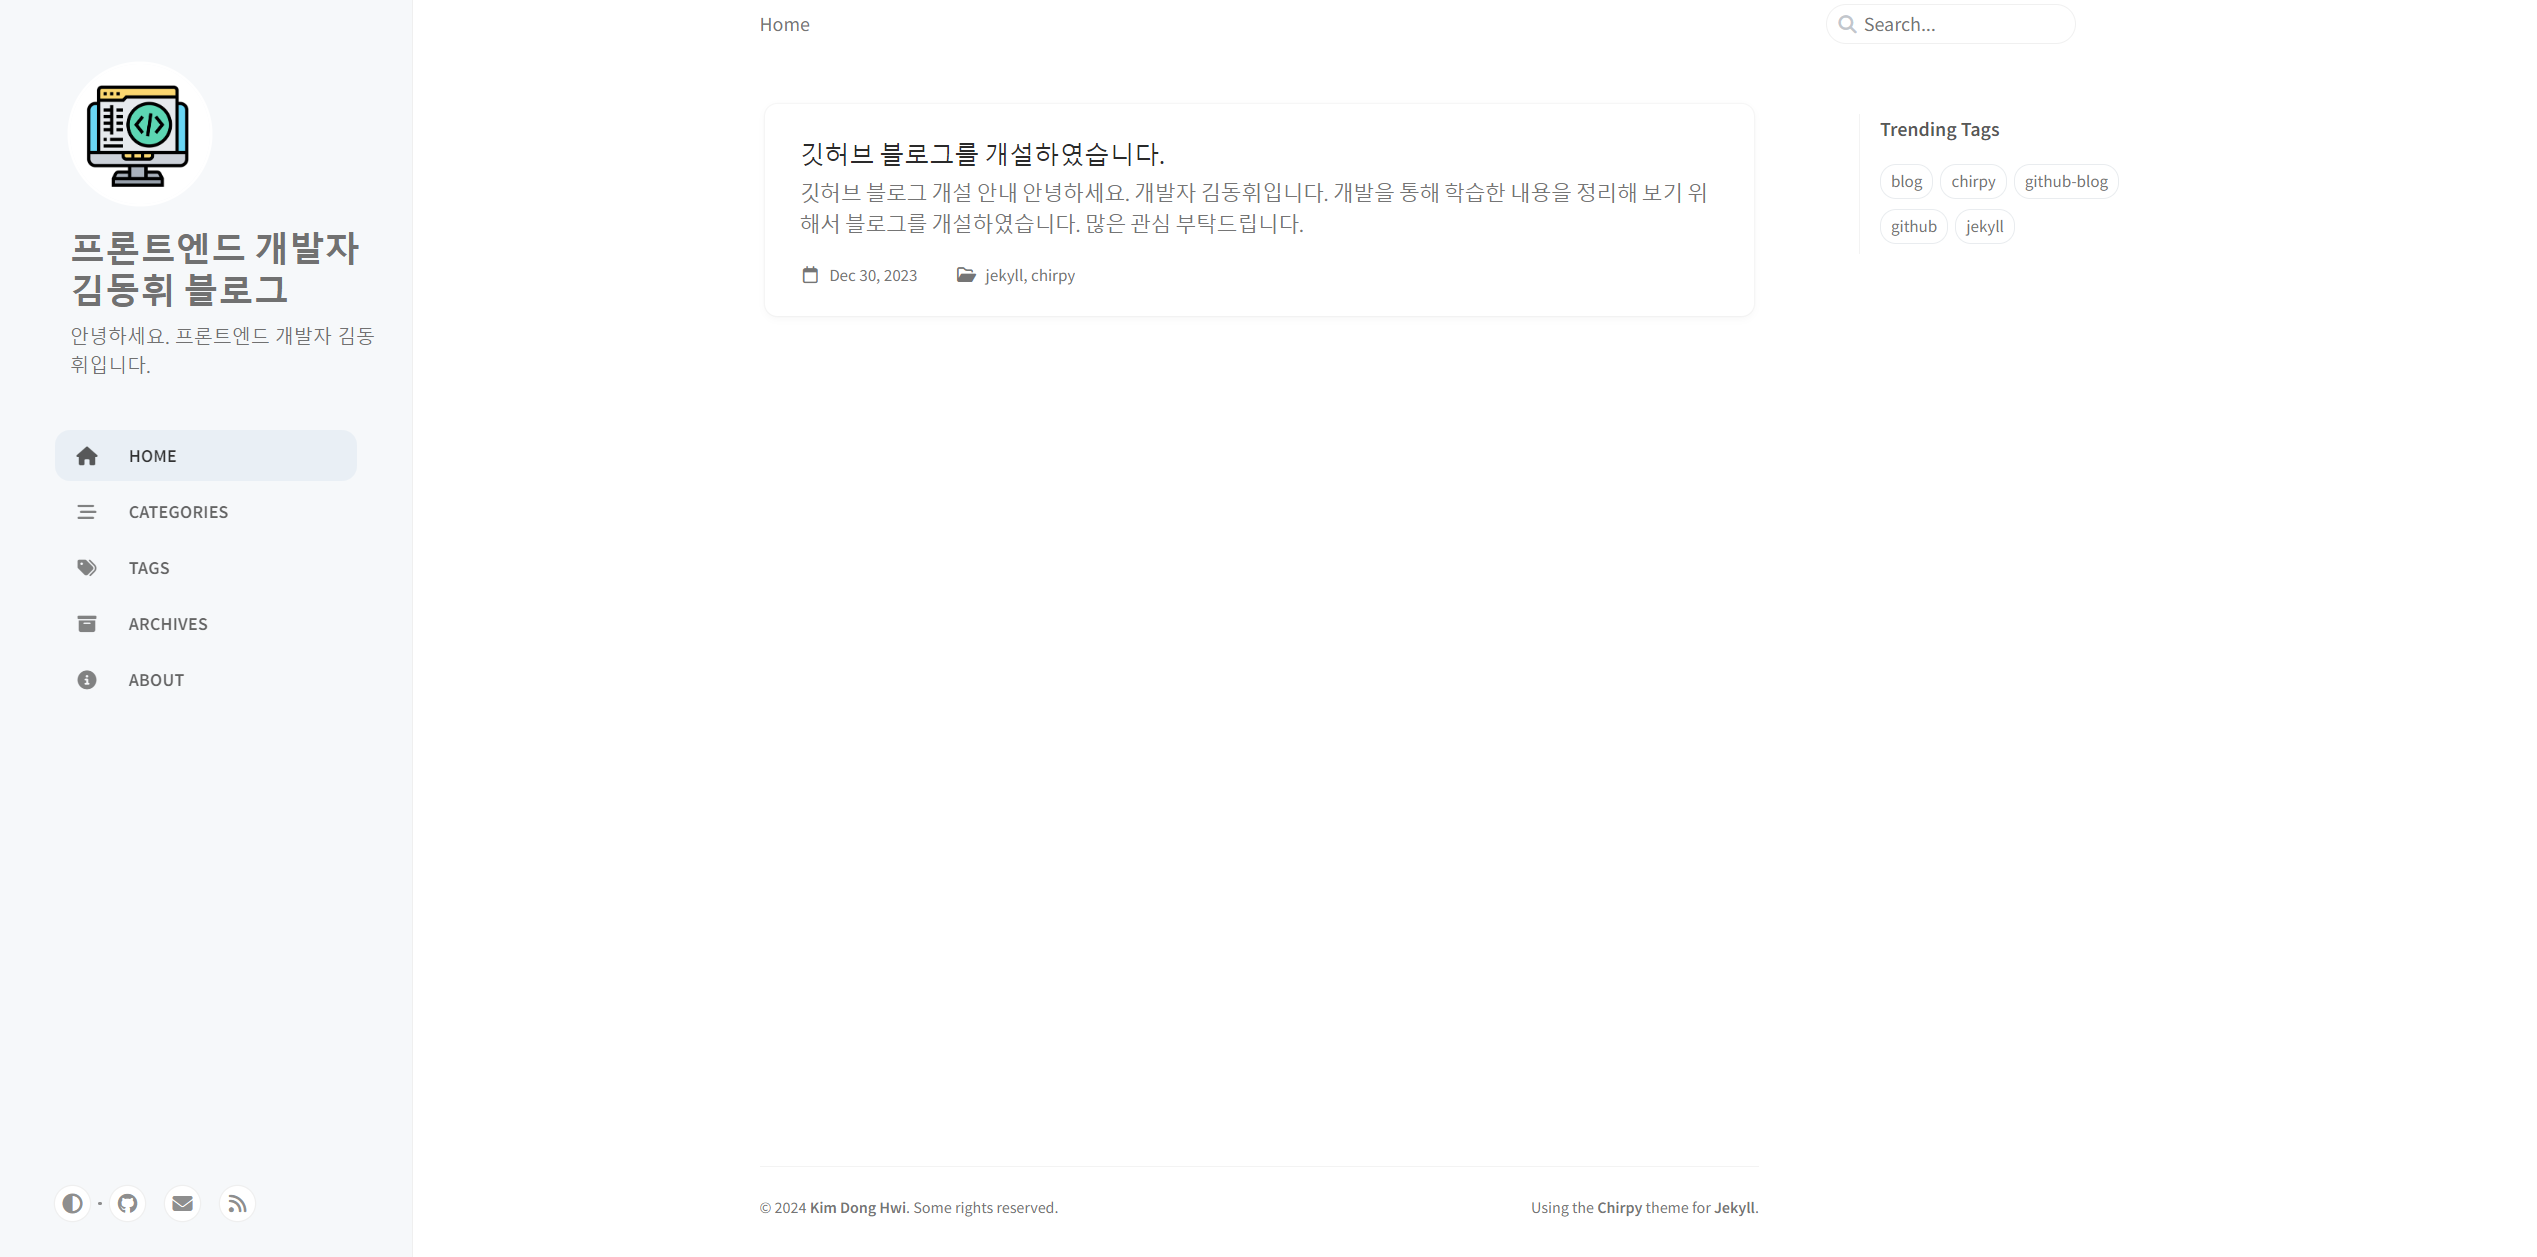 프론트엔드 개발자
김동휘 블로그
안녕하세요. 프론트엔드 개발자 김동
휘입니다.
HOME
CATEGORIES
TAGS
ARCHIVES
ABOUT
Home
Search...
깃허브 블로그를 개설하였습니다.
깃허브 블로그 개설 안내 안녕하세요. 개발자 김동휘입니다. 개발을 통해 학습한 내용을 정리해 보기 위
해서 블로그를 개설하였습니다. 많은 관심 부탁드립니다.
Dec 30, 2023 jekyll, chirpy
Trending Tags
blog chirpy github-blog
github jekyll
© 2024 Kim Dong Hwi. Some rights reserved.
Using the Chirpy theme for Jekyll.